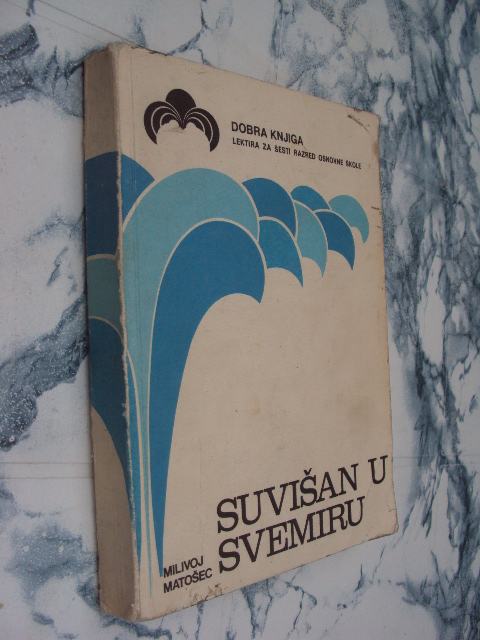 DOBRA KNJIGA
LEKTIRA ZA ŠESTI RAZRED OSNOVNE ŠKOLE
SUVIŠAN U
SVEMIRU
MILIVOJ
MATOŠEC